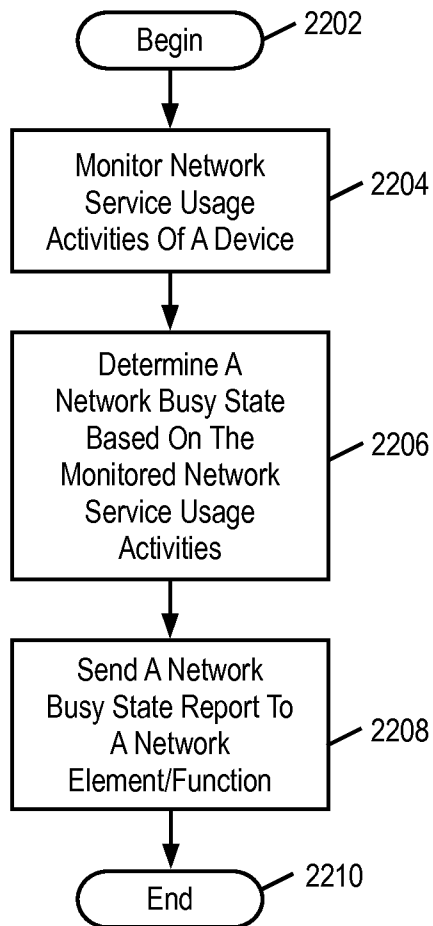 Begin
2202
Monitor Network
Service Usage
Activities Of A Device
2204
Determine A
Network Busy State
Based On The
Monitored Network
Service Usage
Activities
2206
Send A Network
Busy State Report To
A Network
Element/Function
2208
End
2210